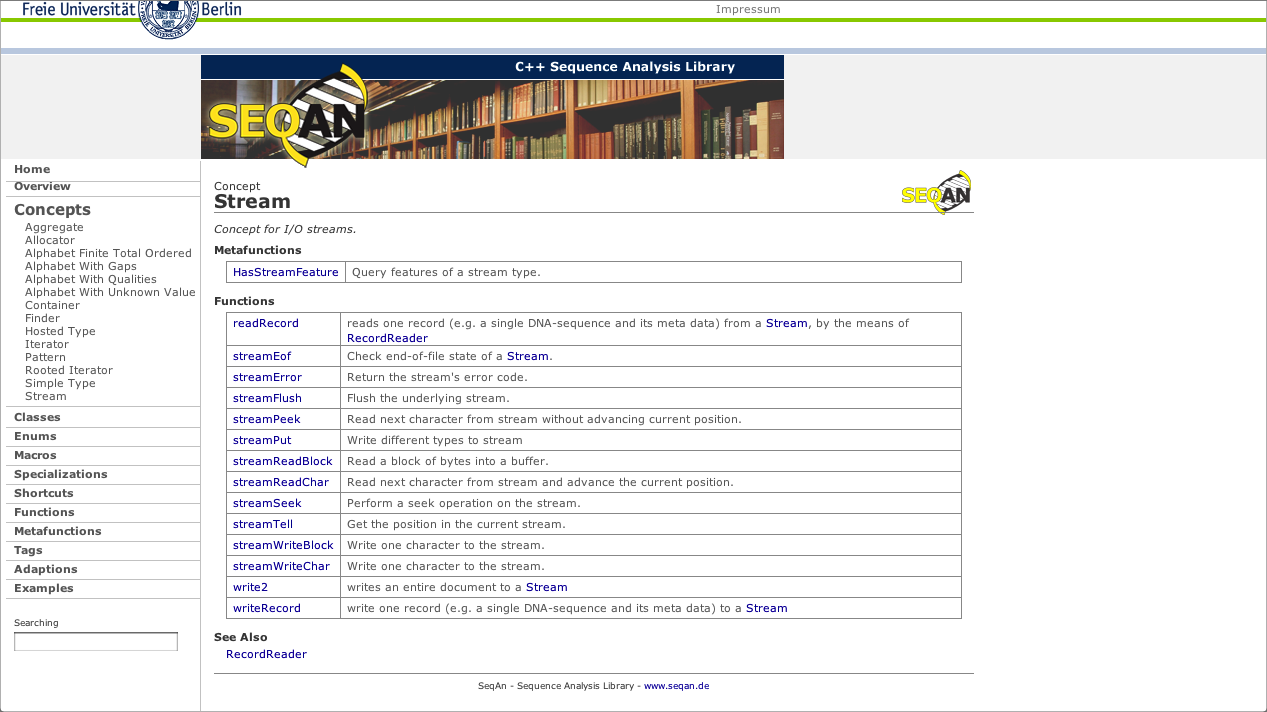 Freie Universität Berlin
Impressum
C++ Sequence Analysis Library
SEQAN
Home
Overview
Concepts
Aggregate
Allocator
Alphabet Finite Total Ordered
Alphabet With Gaps
Alphabet With Qualities
Alphabet With Unknown Value
Container
Finder
Hosted Type
Iterator
Pattern
Rooted Iterator
Simple Type
Stream
Classes
Enums
Macros
Specializations
Shortcuts
Functions
Metafunctions
Tags
Adaptions
Examples
Searching
Concept
Stream
SEQAN
Concept for I/O streams.
Metafunctions
HasStreamFeature Query features of a stream type.
Functions
readRecord reads one record (e.g. a single DNA-sequence and its meta data) from a Stream, by the means of
RecordReader
streamEof Check end-of-file state of a Stream.
streamError Return the stream's error code.
streamFlush Flush the underlying stream.
streamPeek Read next character from stream without advancing current position.
streamPut Write different types to stream
streamReadBlock Read a block of bytes into a buffer.
streamReadChar Read next character from stream and advance the current position.
streamSeek Perform a seek operation on the stream.
streamTell Get the position in the current stream.
streamWriteBlock Write one character to the stream.
streamWriteChar Write one character to the stream.
write2 writes an entire document to a Stream
writeRecord write one record (e.g. a single DNA-sequence and its meta data) to a Stream
See Also
RecordReader
SeqAn - Sequence Analysis Library - www.seqan.de